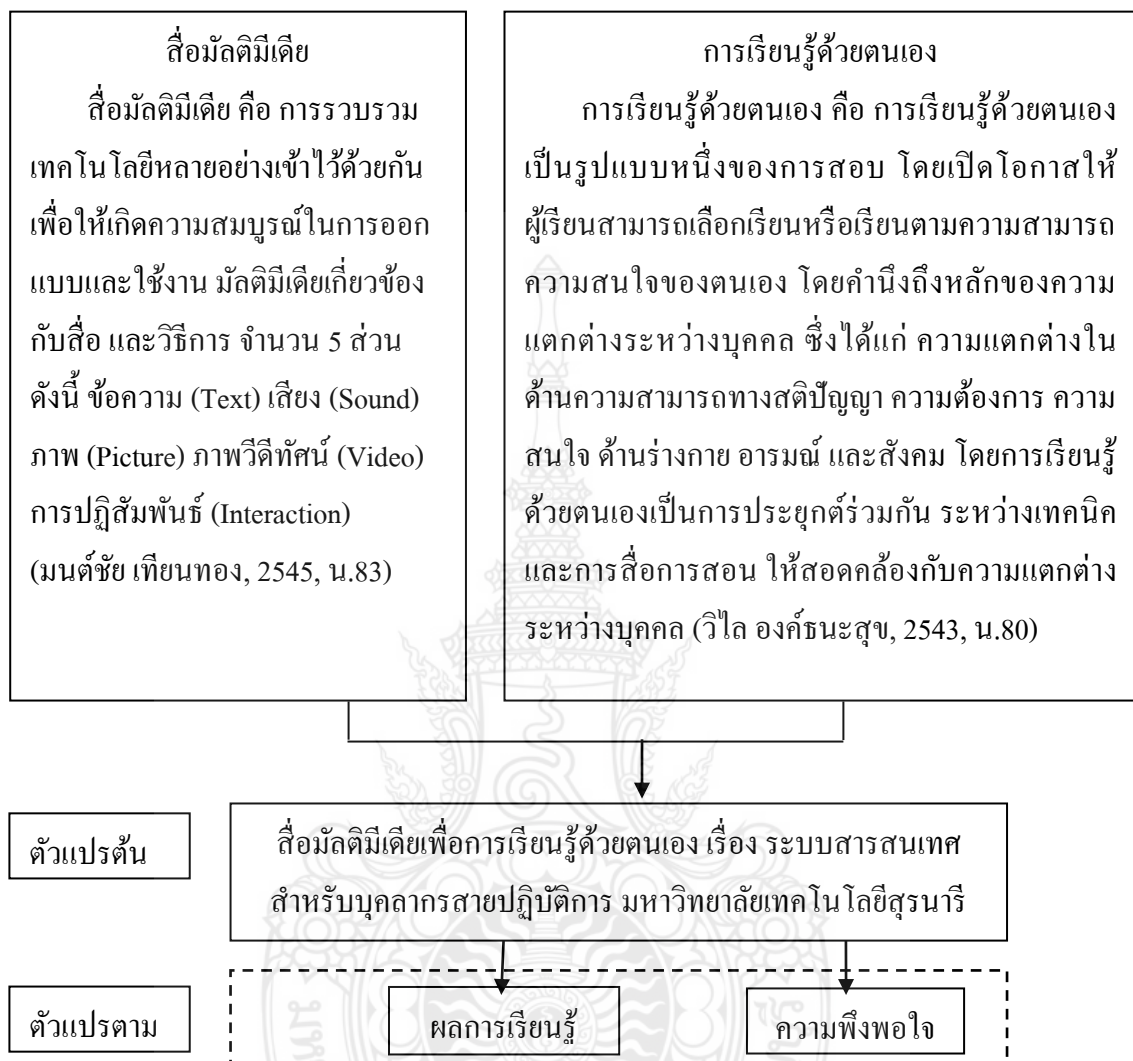 สื่อมัลติมีเดีย
สื่อมัลติมีเดีย คือ การรวบรวม
เทคโนโลยีหลายอย่างเข้าไว้ด้วยกัน
เพื่อให้เกิดความสมบูรณ์ในการออก
แบบและใช้งาน มัลติมีเดียเกี่ยวข้อง
กับสื่อ และวิธีการ จำนวน 5 ส่วน
ดังนี้ ข้อความ (Text) เสียง (Sound)
ภาพ (Picture) ภาพวีดีทัศน์ (Video)
การปฏิสัมพันธ์ (Interaction)
(มนต์ชัย เทียนทอง, 2545, น.83)
การเรียนรู้ด้วยตนเอง
การเรียนรู้ด้วยตนเอง คือ การเรียนรู้ด้วยตนเอง
เป็นรูปแบบหนึ่งของการสอบ โดยเปิดโอกาสให้
ผู้เรียนสามารถเลือกเรียนหรือเรียนตามความสามารถ
ความสนใจของตนเอง โดยคำนึงถึงหลักของความ
แตกต่างระหว่างบุคคล ซึ่งได้แก่ ความแตกต่างใน
ด้านความสามารถทางสติปัญญา ความต้องการ ความ
สนใจ ด้านร่างกาย อารมณ์ และสังคม โดยการเรียนรู้
ด้วยตนเองเป็นการประยุกต์ร่วมกัน ระหว่างเทคนิค
และการสื่อการสอน ให้สอดคล้องกับความแตกต่าง
ระหว่างบุคคล (วิไล องค์ธนะสุข, 2543, น.80)
ตัวแปรต้น
สื่อมัลติมีเดียเพื่อการเรียนรู้ด้วยตนเอง เรื่อง ระบบสารสนเทศ
สำหรับบุคลากรสายปฏิบัติการ มหาวิทยาลัยเทคโนโลยีสุรนารี
ตัวแปรตาม
ผลการเรียนรู้
ความพึงพอใจ